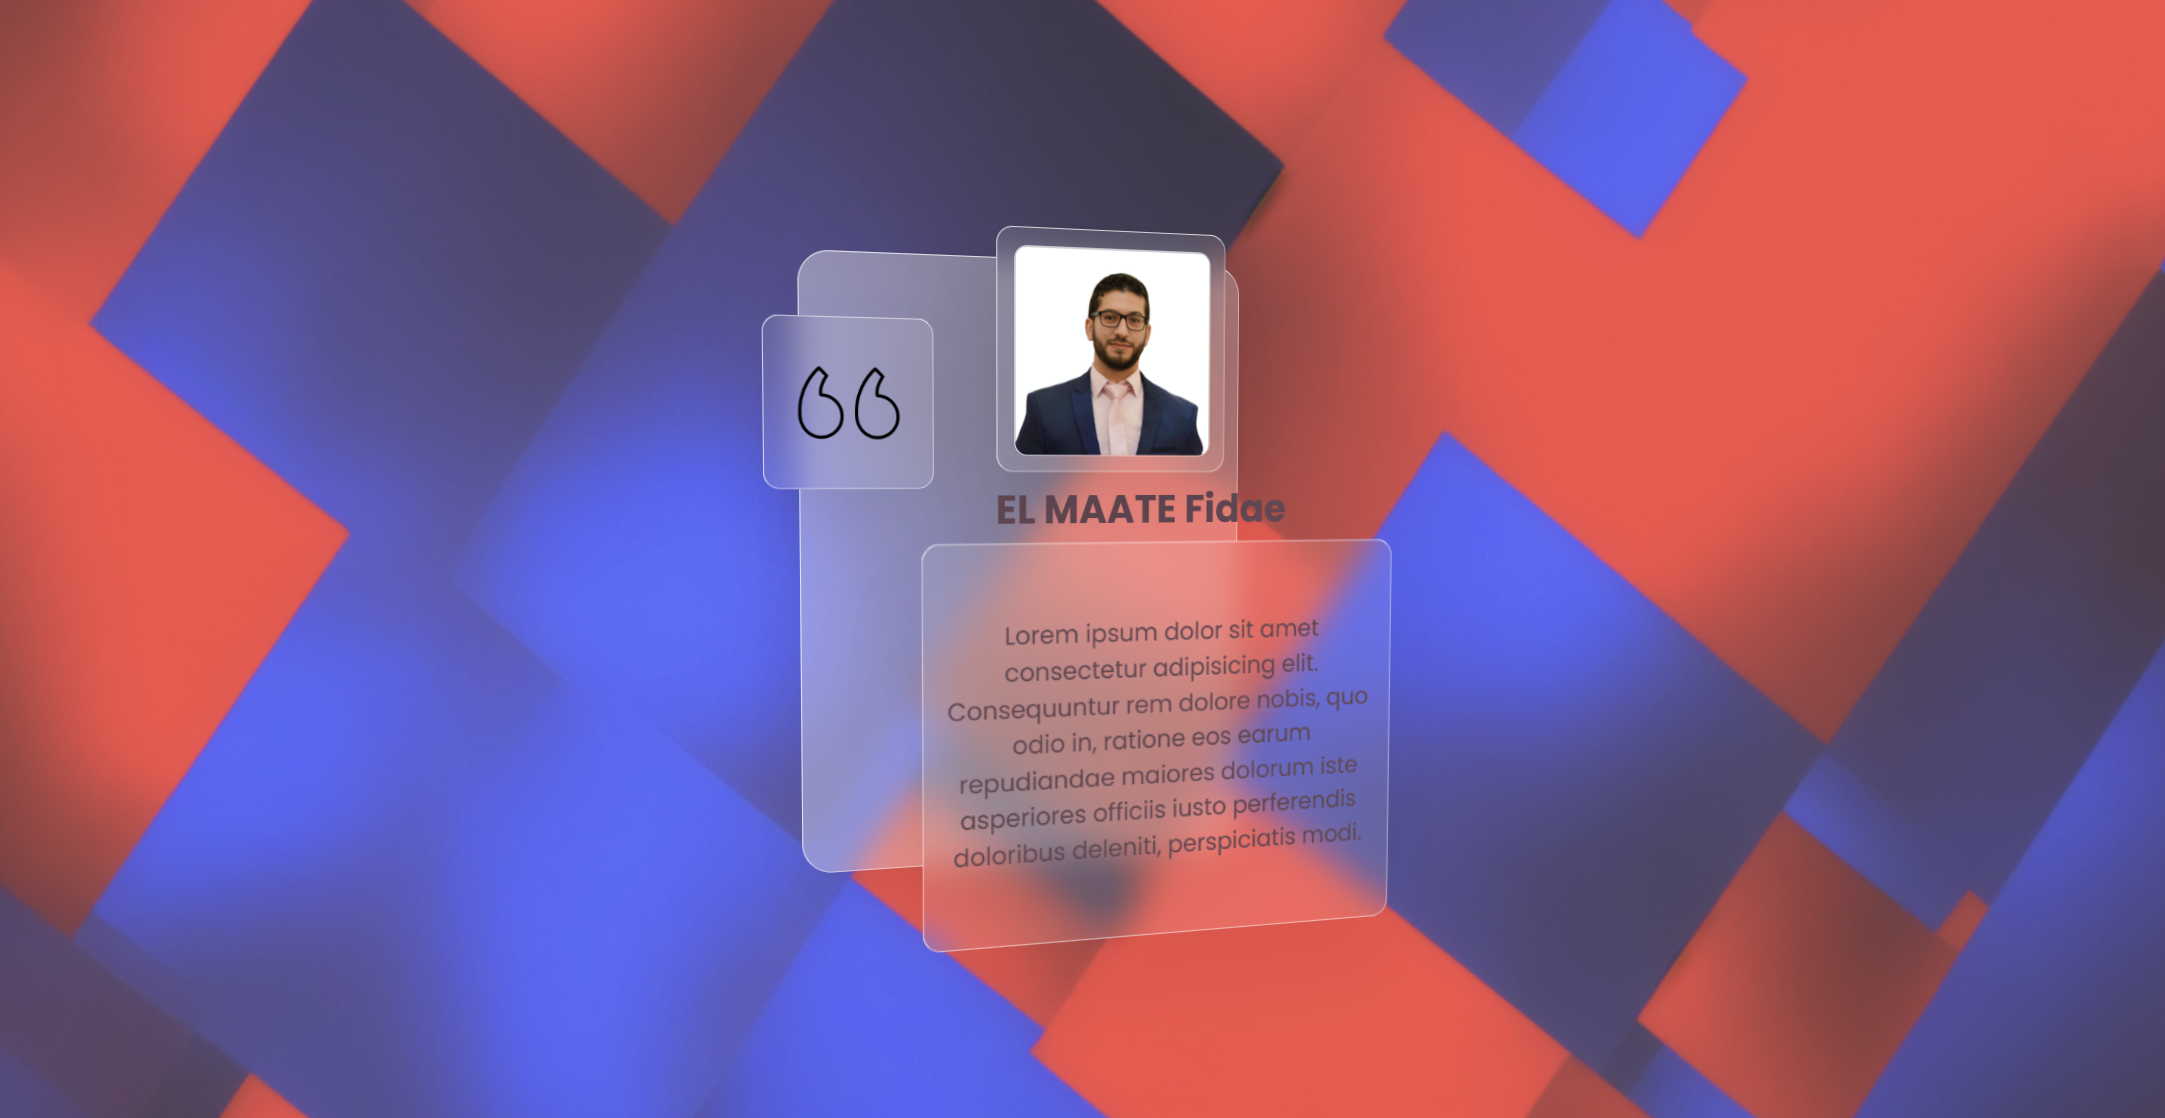 “
EL MAATE Fidae
Lorem ipsum dolor sit amet
consectetur adipisicing elit.
Consequuntur rem dolore nobis, quo
odio in, ratione eos earum
repudiandae maiores dolorum iste
asperiores officiis iusto perferendis
doloribus deleniti, perspiciatis modi.